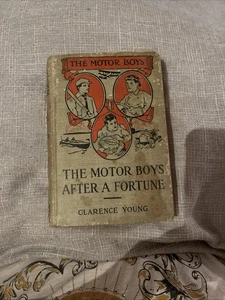 THE MOTOR BOYS
THE MOTOR BOYS
AFTER A FORTUNE
CLARENCE YOUNG